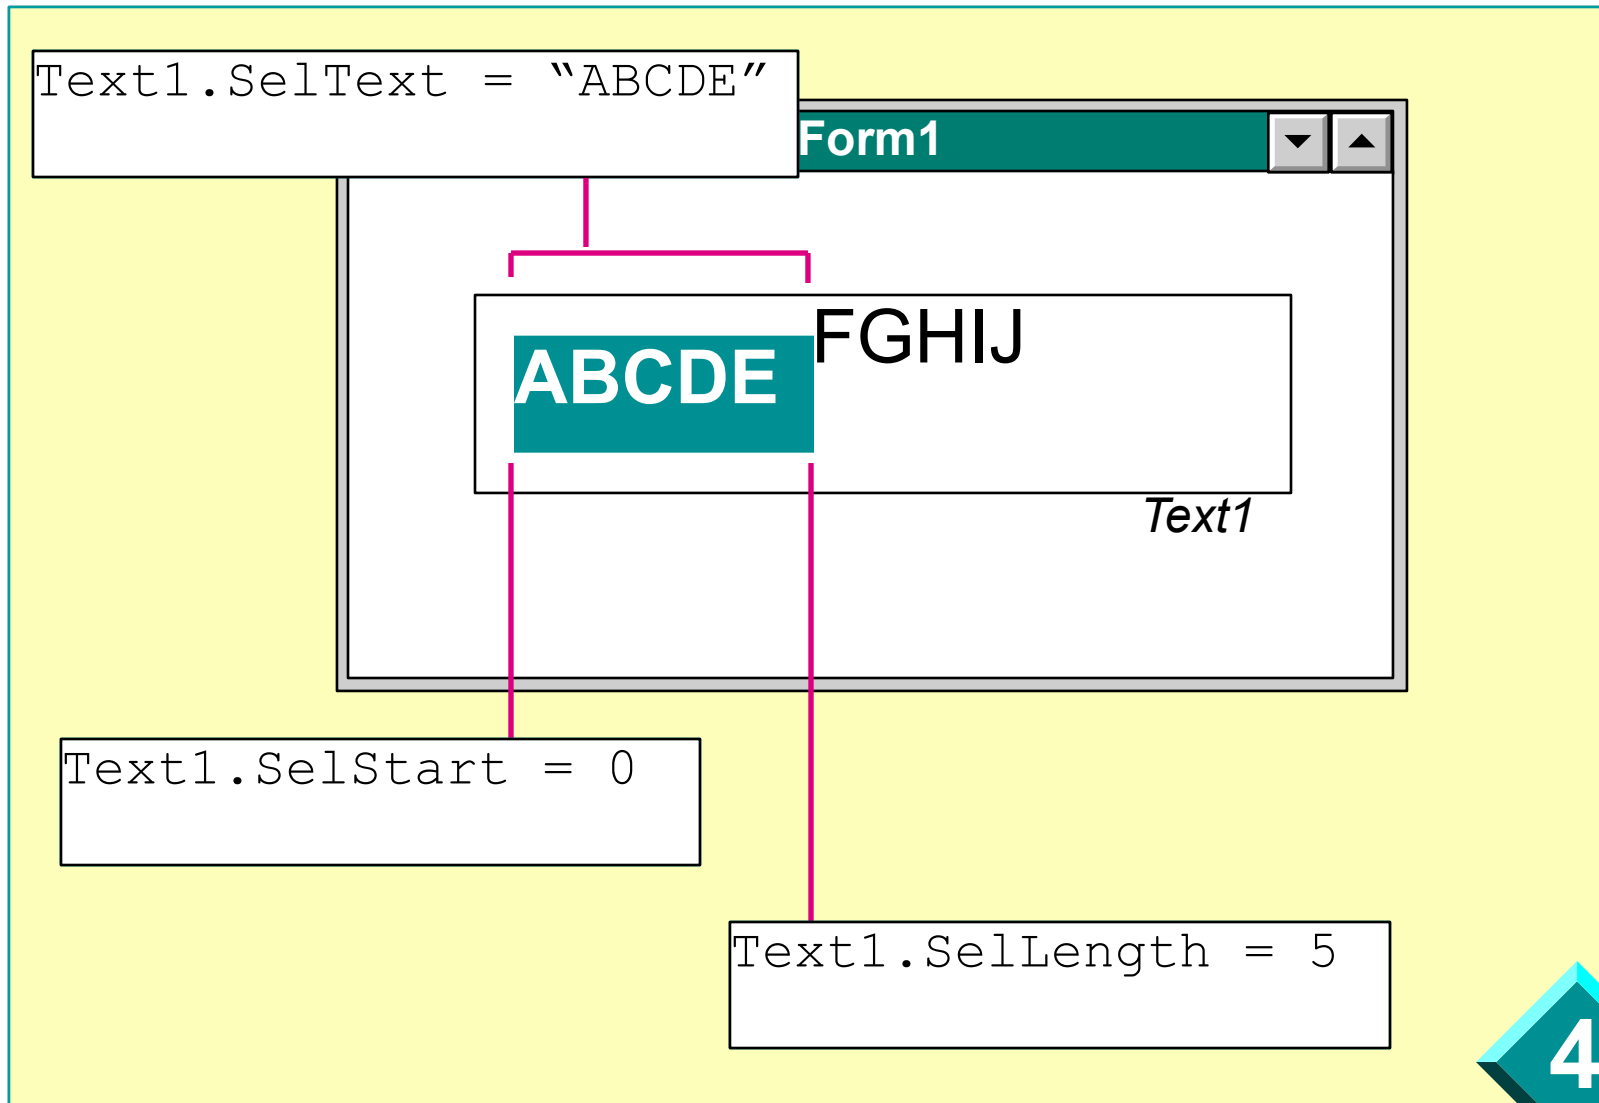 Text1.SelText = “ABCDE”
Form1
FGHIJ
ABCDE
Text1
Text1.SelStart = 0
Text1.SelLength = 5
4